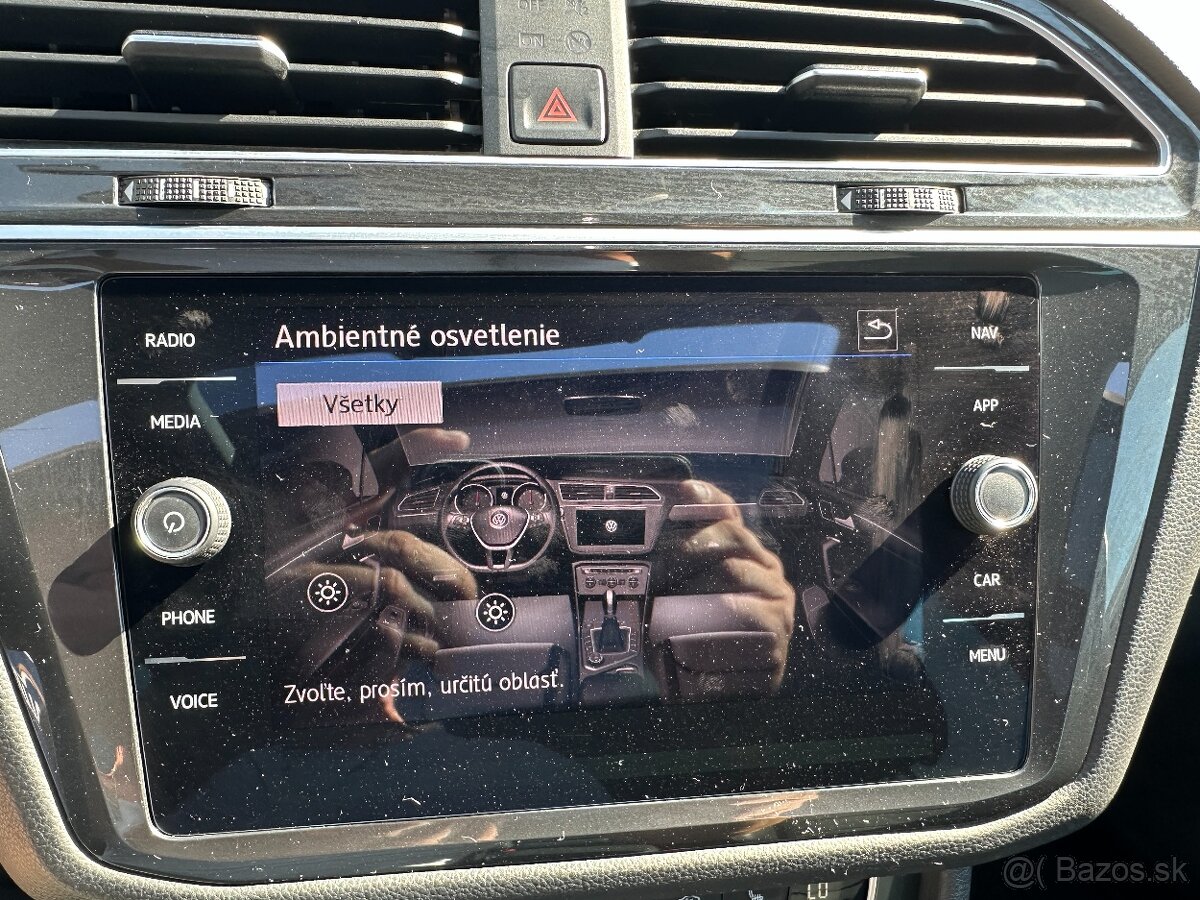 OFF
ON
RADIO
Ambientné osvetlenie
NAV
MEDIA
Všetky
APP
PHONE
CAR
VOICE
Zvoľte, prosím, určitú oblasť.
MENU
LO
@( Bazos.sk